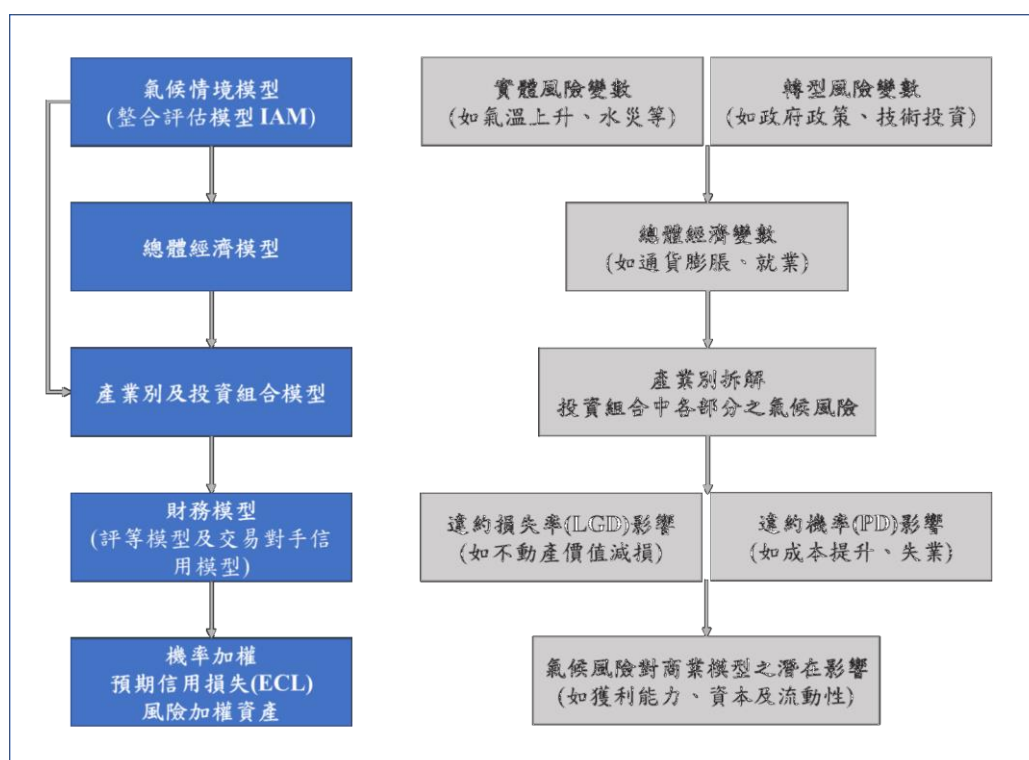 氣候情境模型
(整合評估模型 IAM)
總體經濟模型
產業別及投資組合模型
財務模型
(評等模型及交易對手信
用模型)
機率加權
預期信用損失(ECL)
風險加權資產
實體風險變數
(如氣溫上升、水災等)
轉型風險變數
(如政府政策、技術投資)
總體經濟變數
(如通貨膨脹、就業)
產業別拆解
投資組合中各部分之氣候風險
違約損失率(LGD)影響
(如不動產價值減損)
違約機率(PD)影響
(如成本提升、失業)
氣候風險對商業模型之潛在影響
(如獲利能力、資本及流動性)